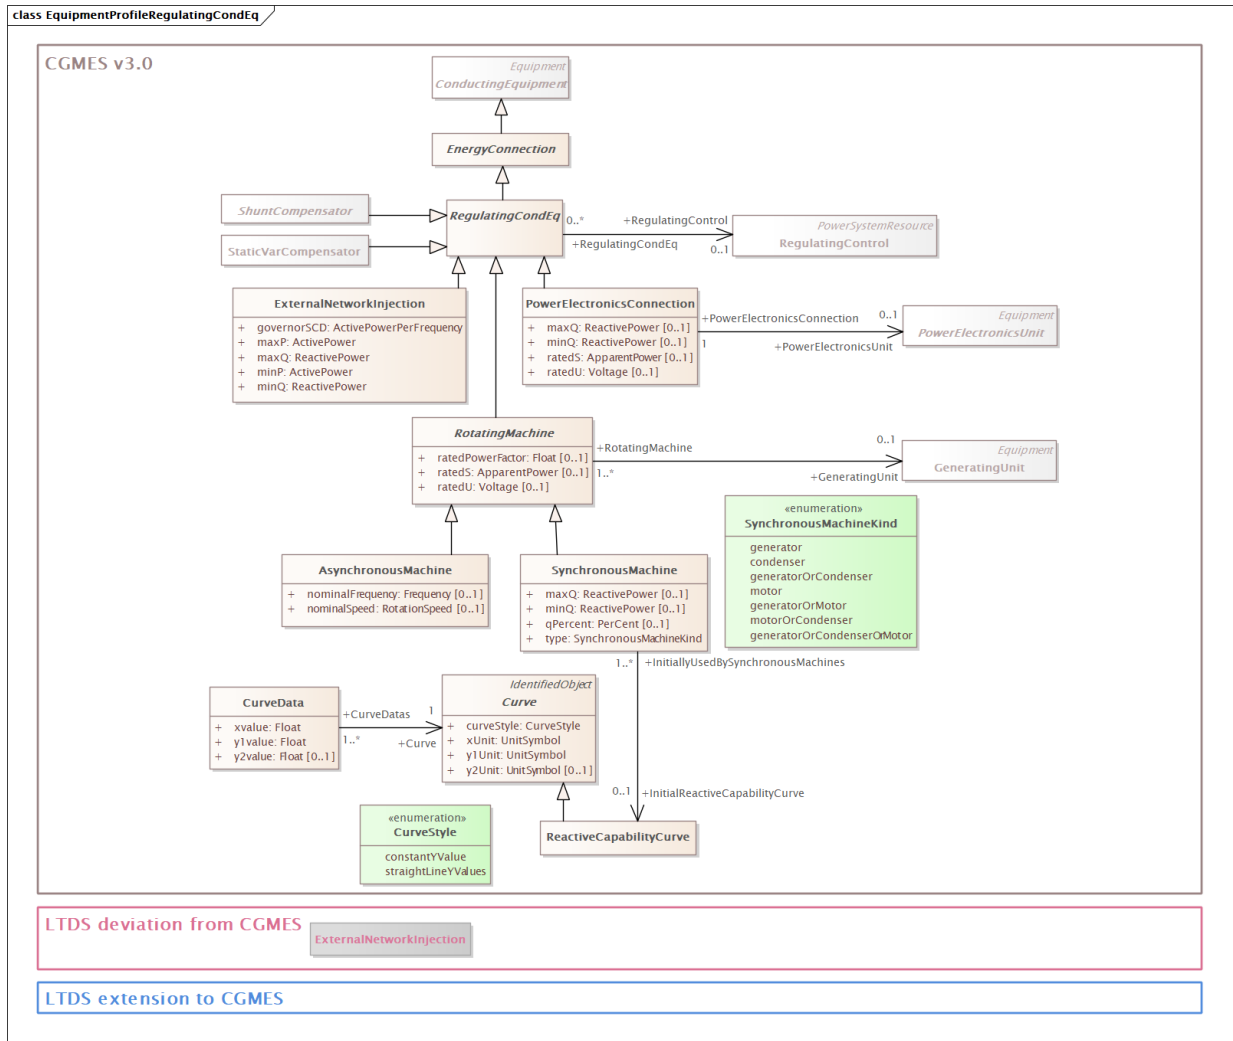 class EquipmentProfileRegulatingCondEq
CGMES v3.0
Equipment
ConductingEquipment
EnergyConnection
ShuntCompensator
StaticVarCompensator
RegulatingCondEq
0..*
+RegulatingControl
+RegulatingCondEq
0..1
PowerSystemResource
RegulatingControl
ExternalNetworkInjection
+ governorSCD: ActivePowerPerFrequency
+ maxP: ActivePower
+ maxQ: ReactivePower
+ minP: ActivePower
+ minQ: ReactivePower
PowerElectronicsConnection
+ maxQ: ReactivePower [0..1]
+ minQ: ReactivePower [0..1]
+ ratedS: ApparentPower [0..1]
+ ratedU: Voltage [0..1]
+PowerElectronicsConnection
0..1
1
+PowerElectronicsUnit
Equipment
PowerElectronicsUnit
RotatingMachine
+ ratedPowerFactor: Float [0..1]
+ ratedS: ApparentPower [0..1]
+ ratedU: Voltage [0..1]
+RotatingMachine
0..1
1..*
+GeneratingUnit
Equipment
GeneratingUnit
«enumeration»
SynchronousMachineKind
generator
condenser
generatorOrCondenser
motor
generatorOrMotor
motorOrCondenser
generatorOrCondenserOrMotor
AsynchronousMachine
+ nominalFrequency: Frequency [0..1]
+ nominalSpeed: RotationSpeed [0..1]
SynchronousMachine
+ maxQ: ReactivePower [0..1]
+ minQ: ReactivePower [0..1]
+ qPercent: PerCent [0..1]
+ type: SynchronousMachineKind
1..*
+InitiallyUsedBySynchronousMachines
CurveData
+ xvalue: Float
+ y1value: Float
+ y2value: Float [0..1]
+CurveDatas
1
1..*
+Curve
IdentifiedObject
Curve
+ curveStyle: CurveStyle
+ xUnit: UnitSymbol
+ y1Unit: UnitSymbol
+ y2Unit: UnitSymbol [0..1]
0..1
+InitialReactiveCapabilityCurve
«enumeration»
CurveStyle
constantYValue
straightLineYValues
ReactiveCapabilityCurve
LTDS deviation from CGMES
ExternalNetworkInjection
LTDS extension to CGMES